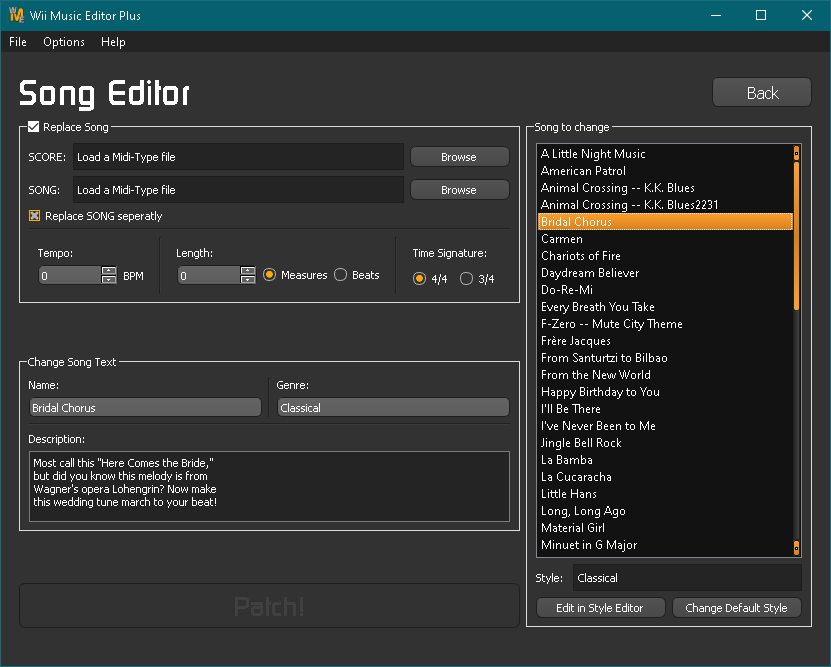 Wii Music Editor Plus
File Options Help
Song Editor
Back
Replace Song
SCORE: Load a Midi-Type file Browse
SONG: Load a Midi-Type file Browse
Replace SONG seperatly
Tempo: Length: Time Signature:
0 BPM 0 Measures Beats 4/4 3/4
Change Song Text
Name: Genre:
Bridal Chorus Classical
Description:
Most call this "Here Comes the Bride,"
but did you know this melody is from
Wagner's opera Lohengrin? Now make
this wedding tune march to your beat!
Patch!
Song to change
A Little Night Music
American Patrol
Animal Crossing -- K.K. Blues
Animal Crossing -- K.K. Blues2231
Bridal Chorus
Carmen
Chariots of Fire
Daydream Believer
Do-Re-Mi
Every Breath You Take
F-Zero -- Mute City Theme
Frère Jacques
From Santurtzi to Bilbao
From the New World
Happy Birthday to You
I'll Be There
I've Never Been to Me
Jingle Bell Rock
La Bamba
La Cucaracha
Little Hans
Long, Long Ago
Material Girl
Minuet in G Major
Style: Classical
Edit in Style Editor Change Default Style